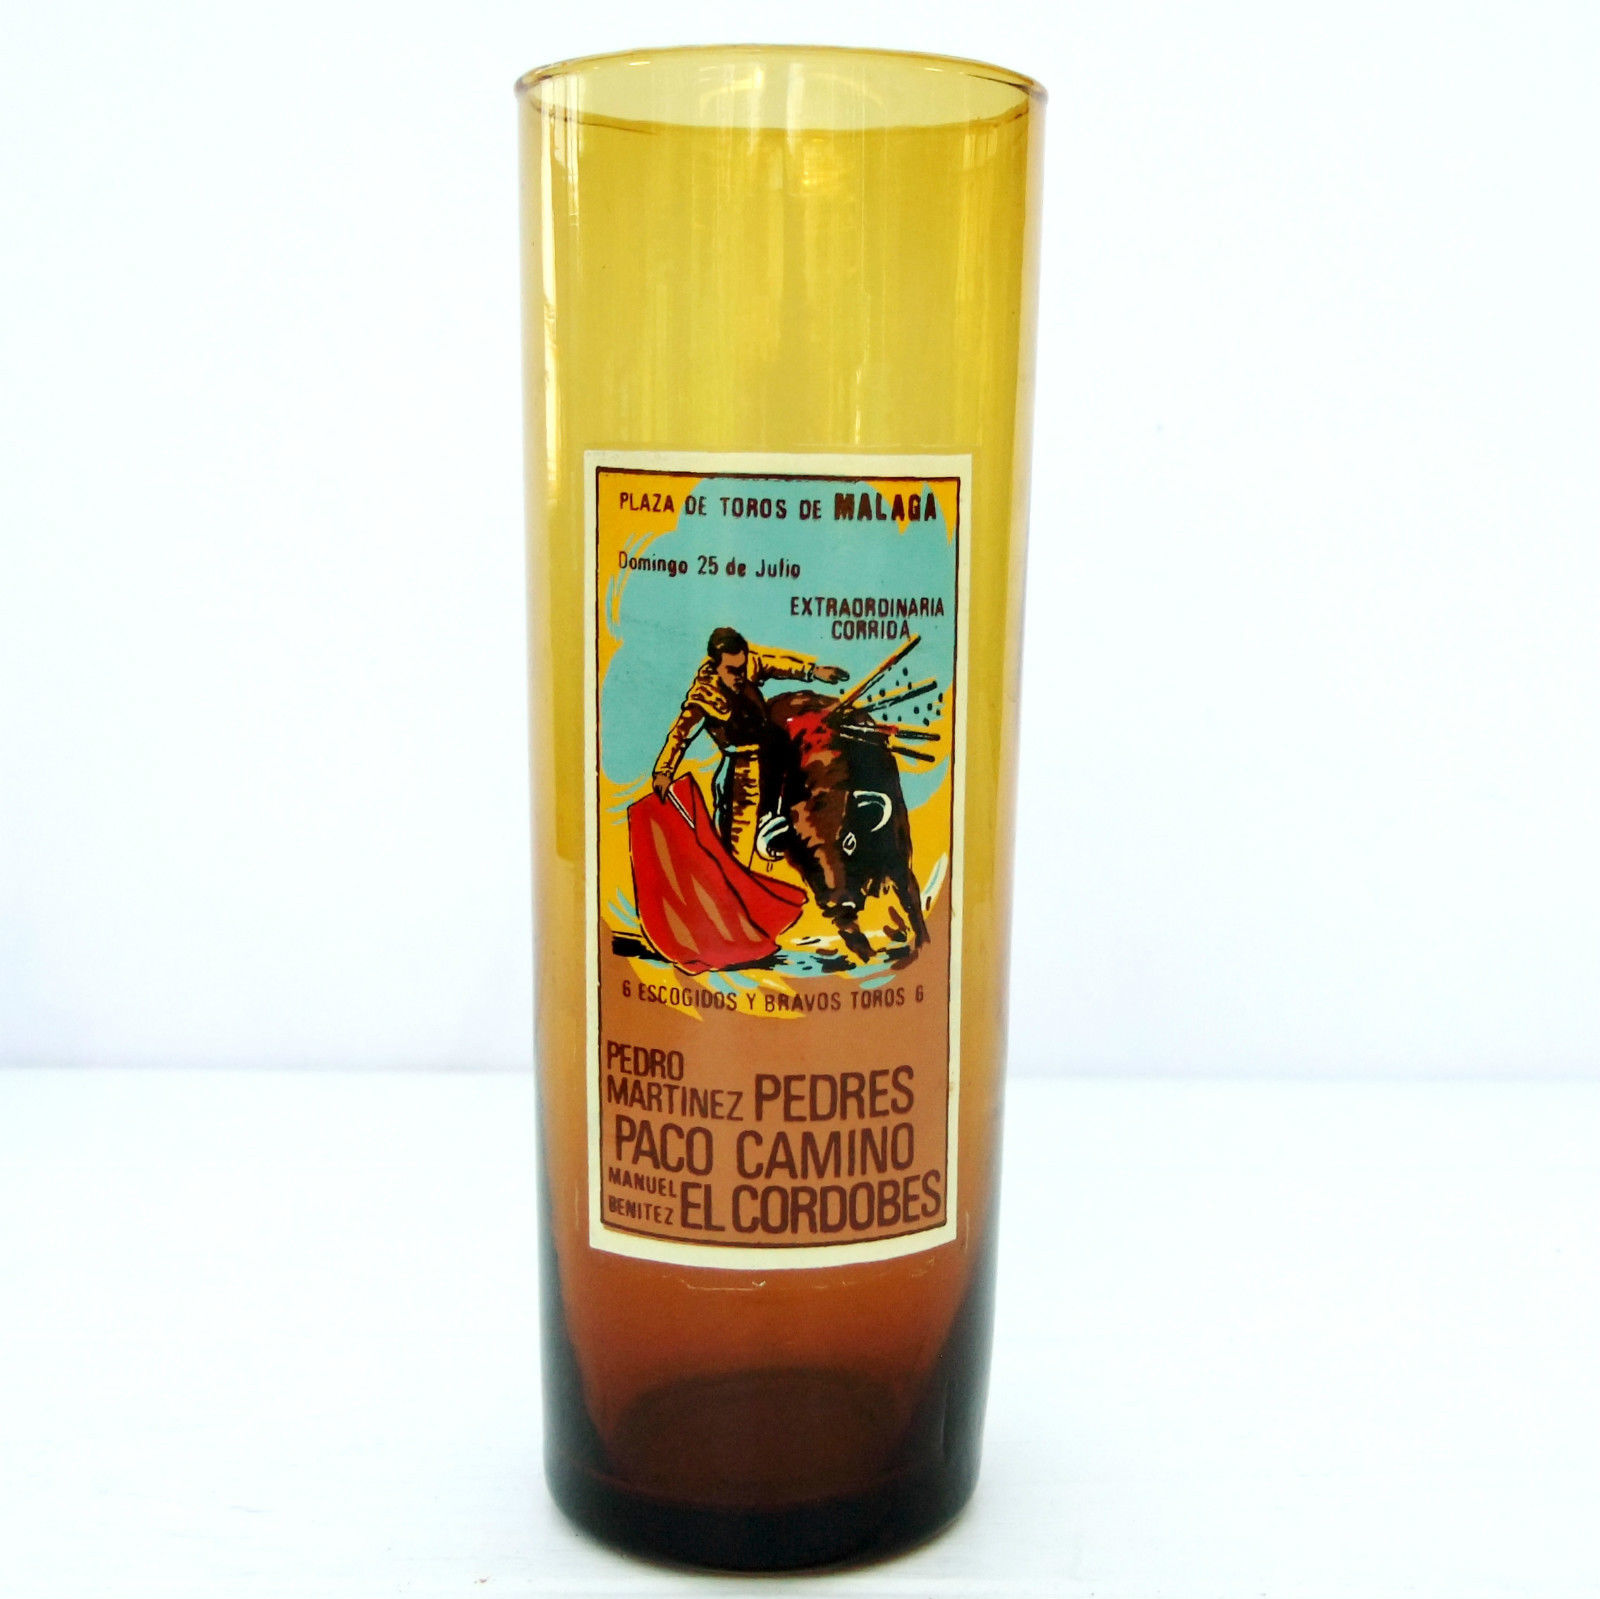 PLAZA DE TOROS DE MALAGA
Domingo 25 de Julio
EXTRAORDINARIA
CORRIDA
6 ESCOGIDOS Y BRAVOS TOROS 6
PEDRO
MARTINEZ PEDRES
PACO CAMINO
MANUEL
BENITEZ EL CORDOBES